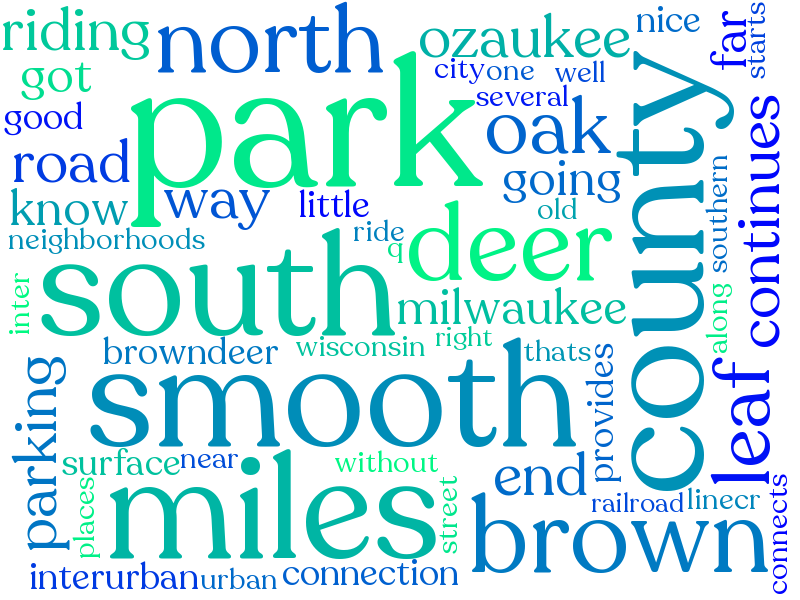 riding
north
ozaukee
nice
far
starts
got
park
city
one
well
several
good
county
road
oak
continues
going
know
way
little
old
southern
neighborhoods
ride
q
deer
south
inter
milwaukee
along
browndeer
wisconsin
right
thats
smooth
leaf
parking
provides
surface
near
without
end
miles
places
street
brown
railroad
linecr
connects
interurban
urban
connection